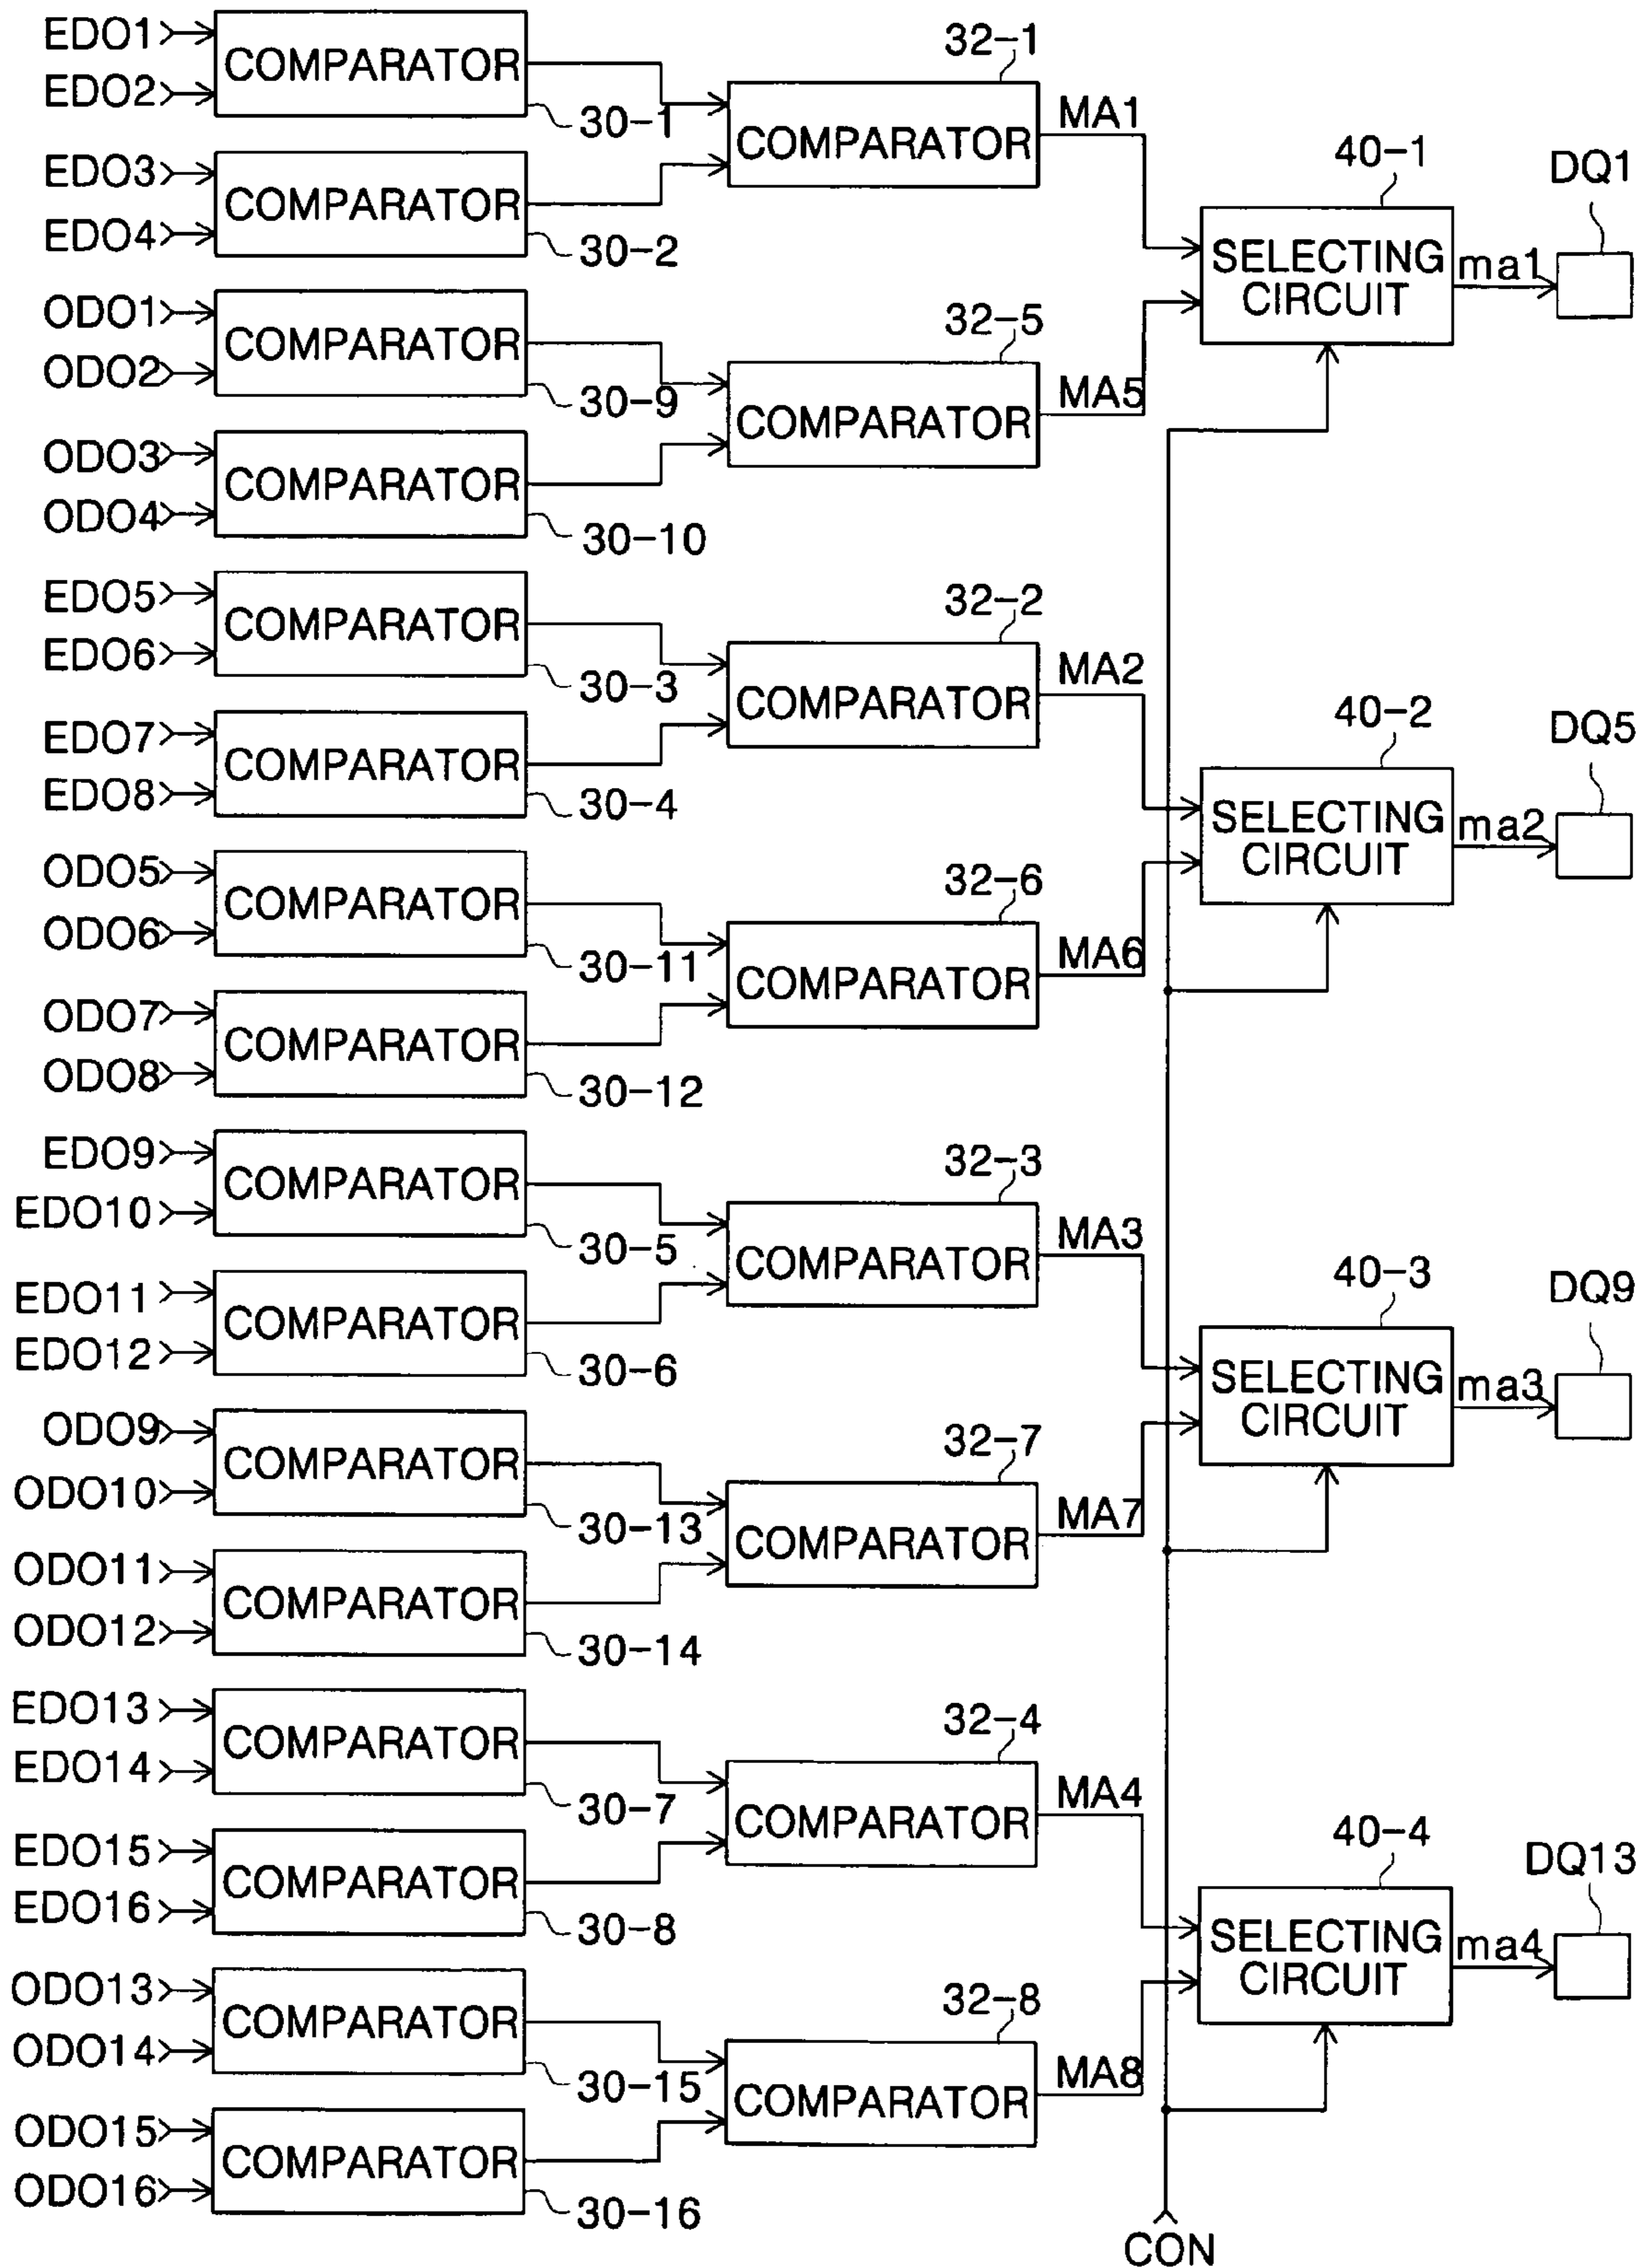 EDO1
EDO2
COMPARATOR
30-1
EDO3
EDO4
COMPARATOR
30-2
32-1
COMPARATOR
MA1
ODO1
ODO2
COMPARATOR
30-9
ODO3
ODO4
COMPARATOR
30-10
32-5
COMPARATOR
MA5
40-1
SELECTING
CIRCUIT
ma1
DQ1
EDO5
EDO6
COMPARATOR
30-3
EDO7
EDO8
COMPARATOR
30-4
32-2
COMPARATOR
MA2
ODO5
ODO6
COMPARATOR
30-11
ODO7
ODO8
COMPARATOR
30-12
32-6
COMPARATOR
MA6
40-2
SELECTING
CIRCUIT
ma2
DQ5
EDO9
EDO10
COMPARATOR
30-5
EDO11
EDO12
COMPARATOR
30-6
32-3
COMPARATOR
MA3
ODO9
ODO10
COMPARATOR
30-13
ODO11
ODO12
COMPARATOR
30-14
32-7
COMPARATOR
MA7
40-3
SELECTING
CIRCUIT
ma3
DQ9
EDO13
EDO14
COMPARATOR
30-7
EDO15
EDO16
COMPARATOR
30-8
32-4
COMPARATOR
MA4
ODO13
ODO14
COMPARATOR
30-15
ODO15
ODO16
COMPARATOR
30-16
32-8
COMPARATOR
MA8
40-4
SELECTING
CIRCUIT
ma4
DQ13
CON